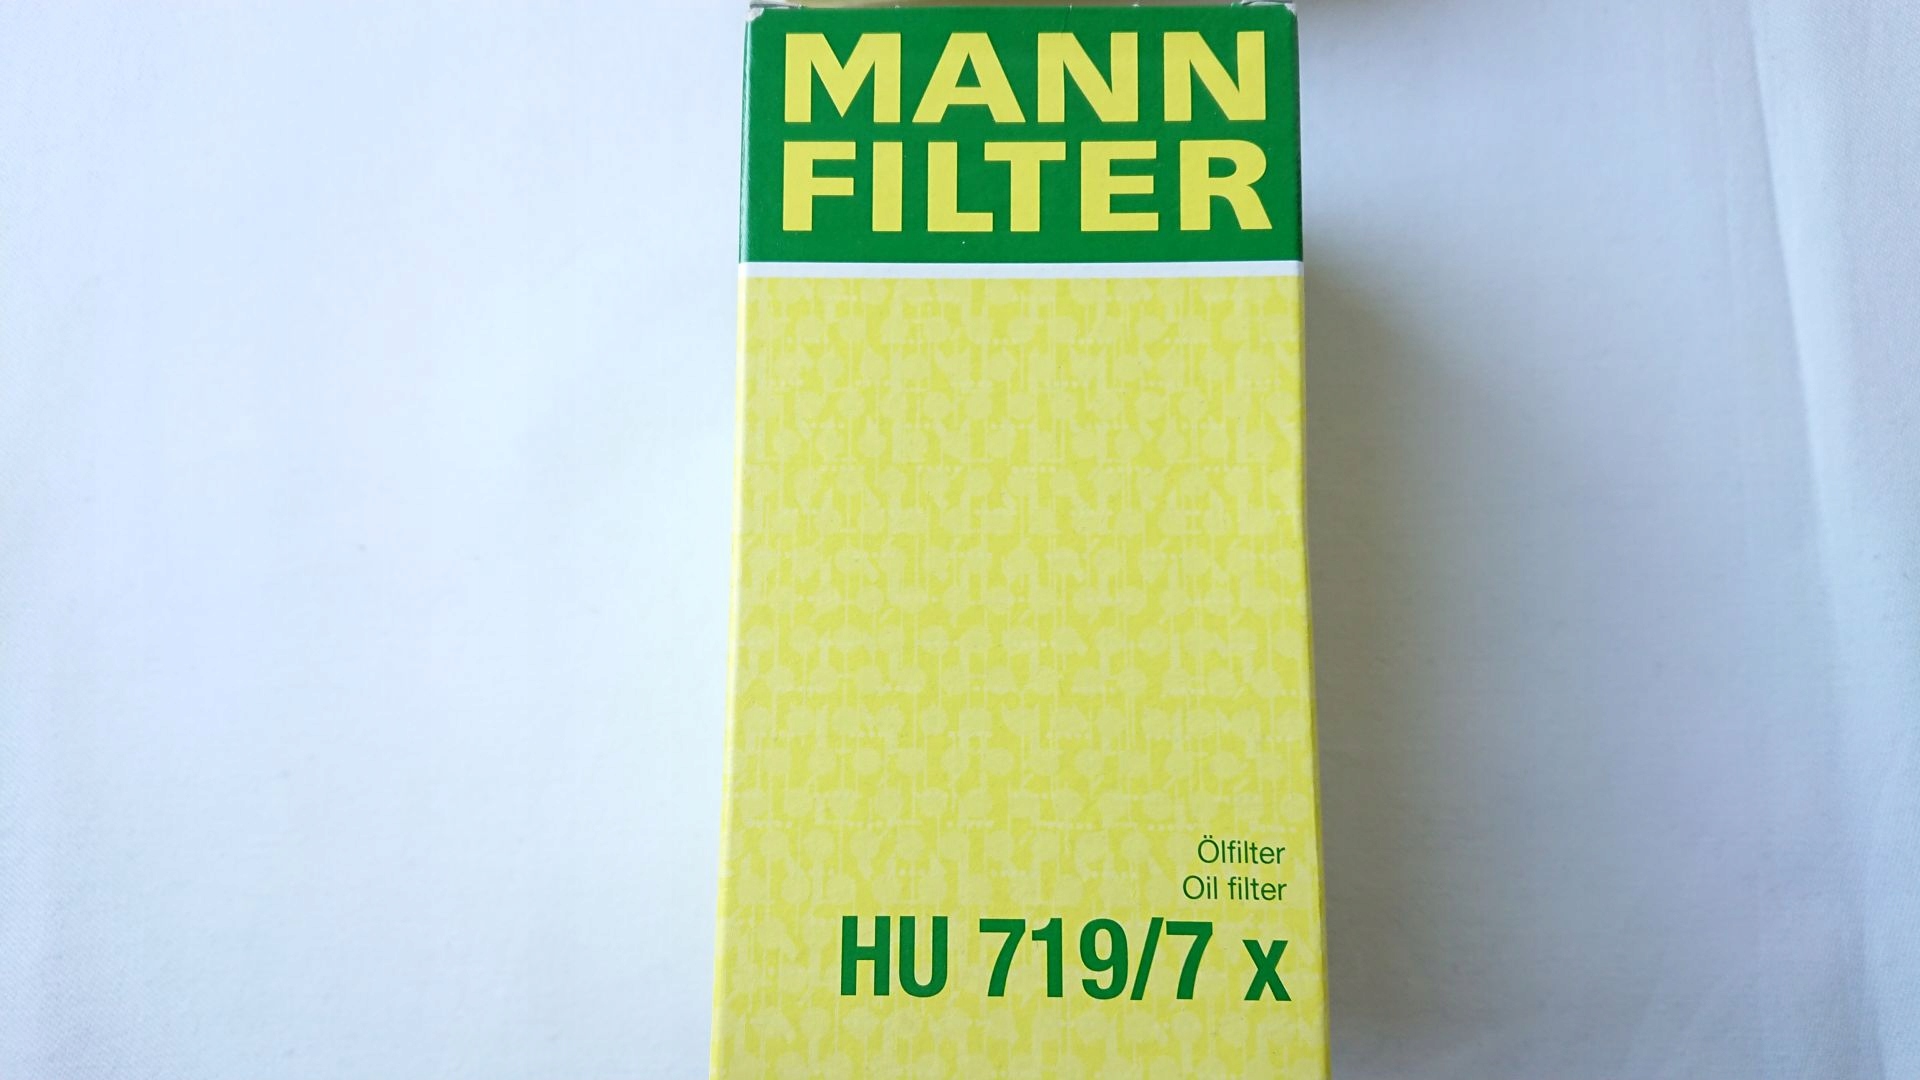 MANN
FILTER
Ölfilter
Oil filter
HU 719/7 x